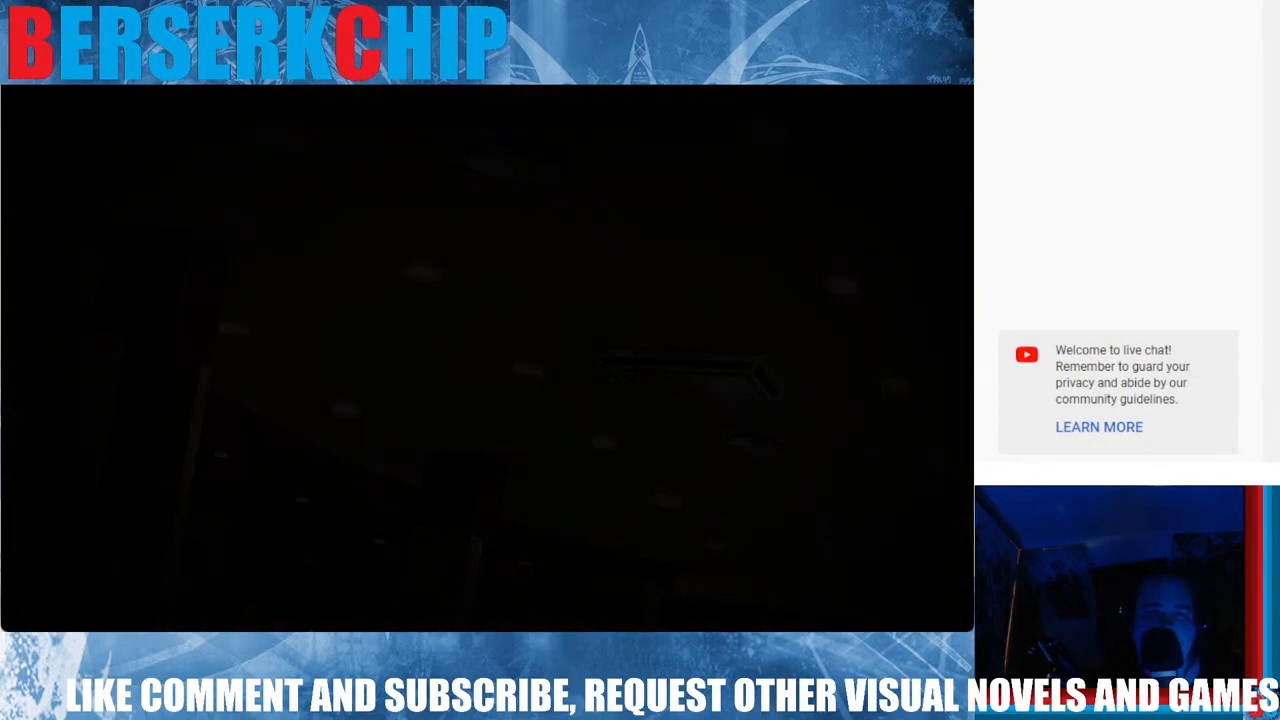 BERSERKCHIP
Welcome to live chat!
Remember to guard your
privacy and abide by our
community guidelines.
LEARN MORE
LIKE COMMENT AND SUBSCRIBE, REQUEST OTHER VISUAL NOVELS AND GAMES